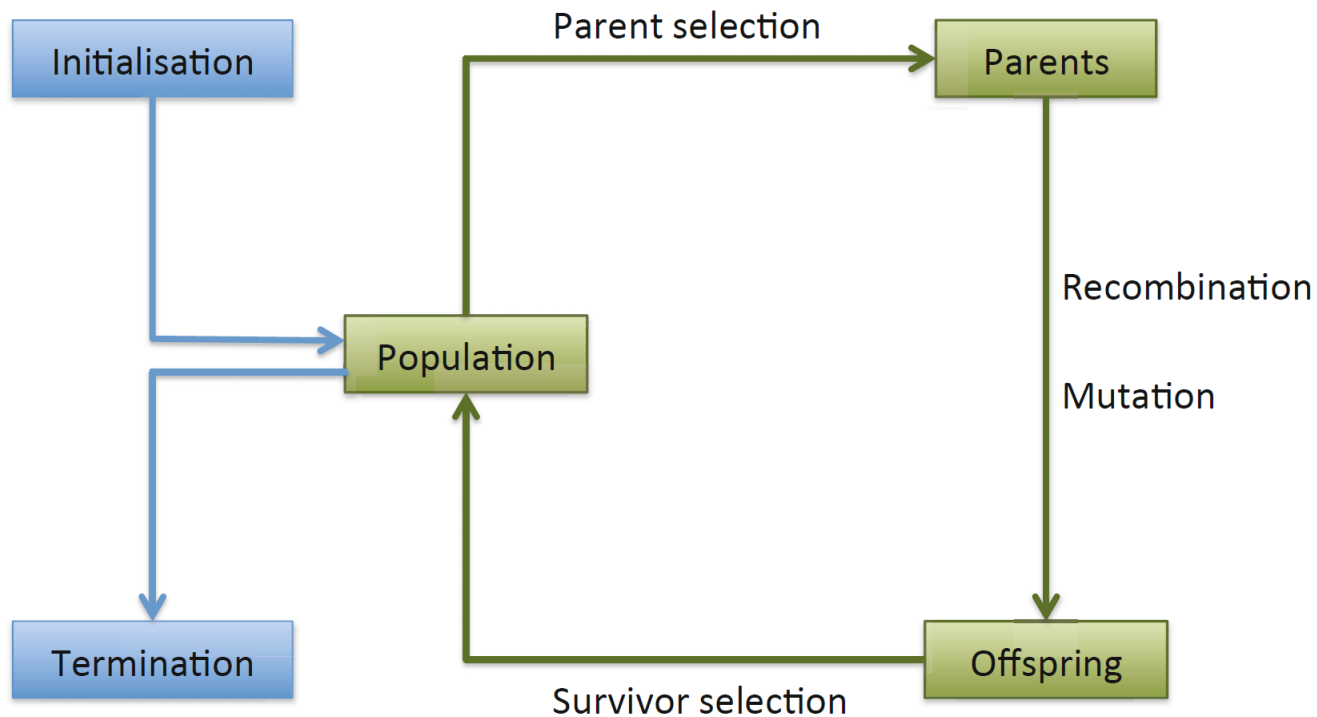 Parent selection
Initialisation
Parents
Recombination
Population
Mutation
Termination
Offspring
Survivor selection